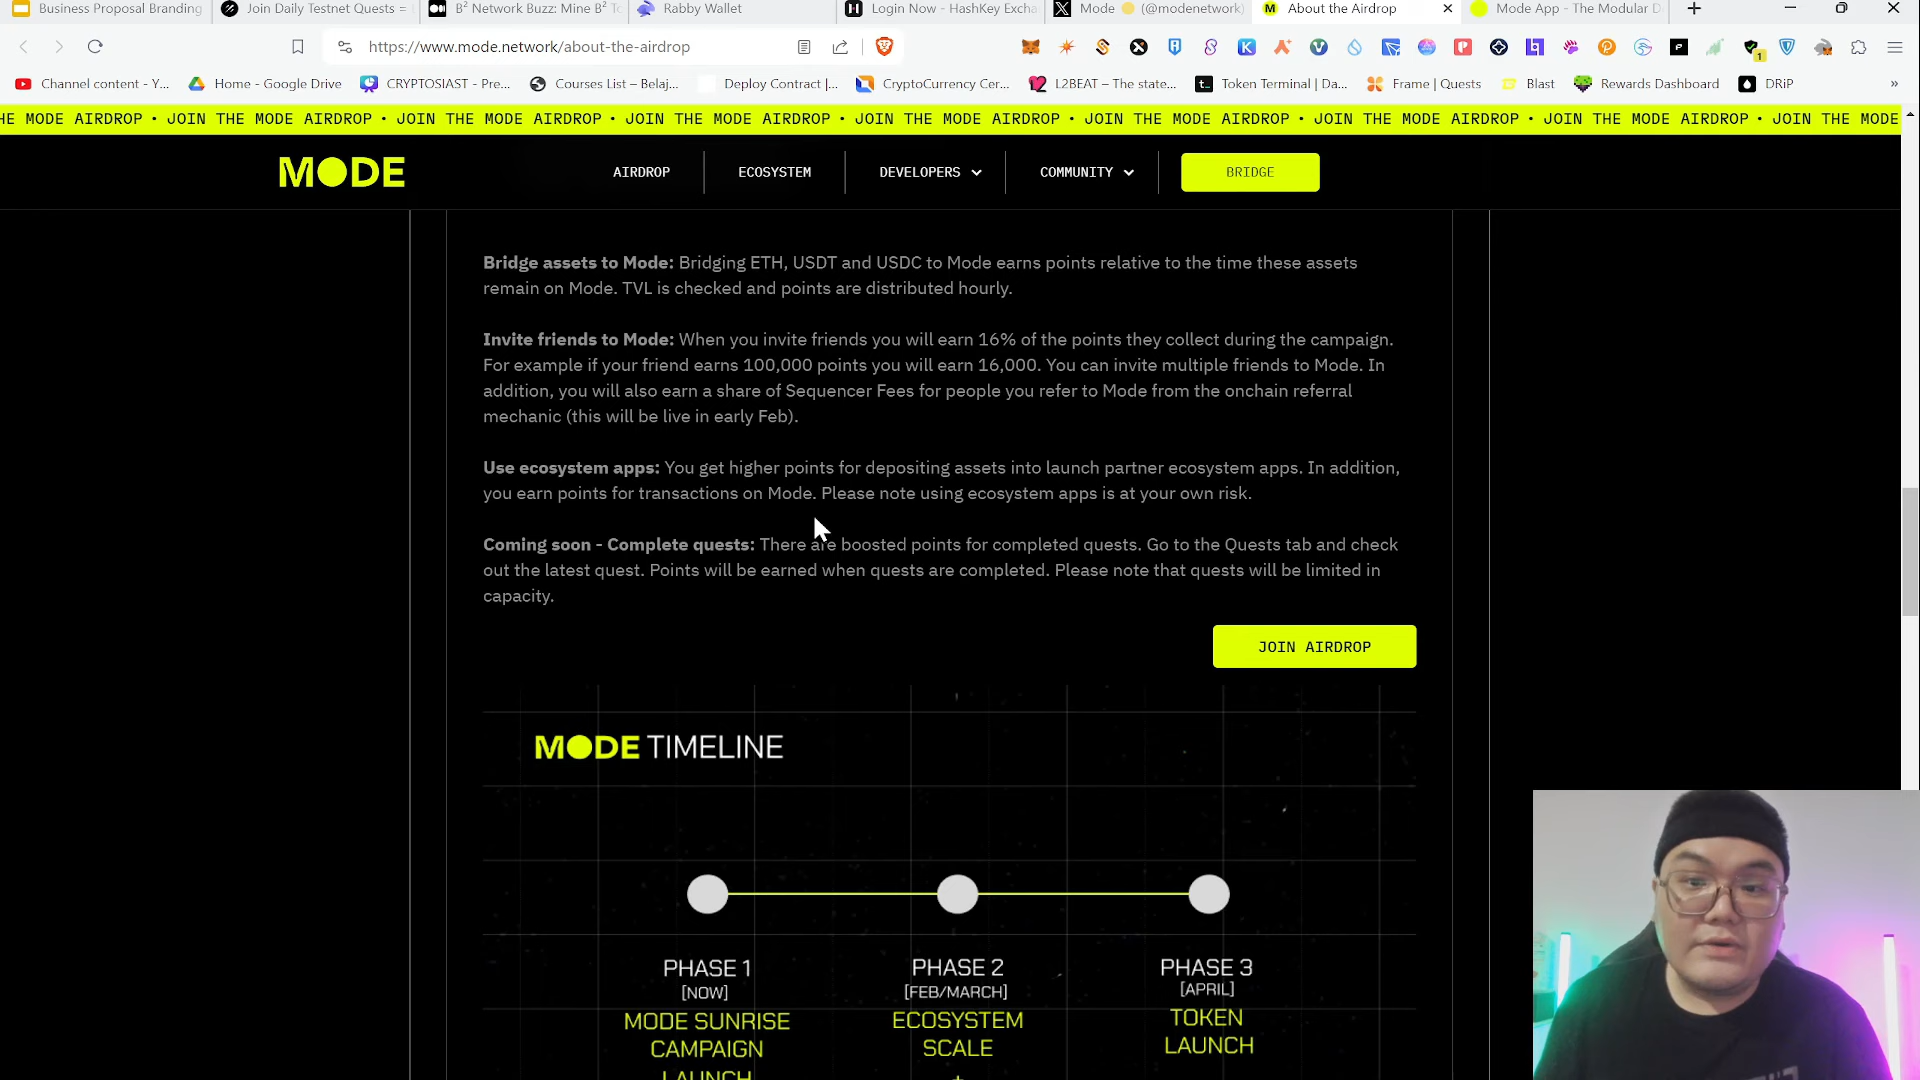 Business Proposal Branding
Join Daily Testnet Quests =
B² Network Buzz: Mine B² To
Rabby Wallet
Login Now - HashKey Excha
Mode 🟡 (@modenetwork)
About the Airdrop
Mode App - The Modular D
https://www.mode.network/about-the-airdrop
1
Channel content - Y...
Home - Google Drive
CRYPTOSIAST - Pre...
Courses List – Belaj...
Deploy Contract |...
CryptoCurrency Cer...
L2BEAT – The state...
Token Terminal | Da...
Frame | Quests
Blast
Rewards Dashboard
DRiP
»
HE MODE AIRDROP • JOIN THE MODE AIRDROP • JOIN THE MODE AIRDROP • JOIN THE MODE AIRDROP • JOIN THE MODE AIRDROP • JOIN THE MODE AIRDROP • JOIN THE MODE AIRDROP • JOIN THE MODE AIRDROP • JOIN THE MODE
MODE
AIRDROP
ECOSYSTEM
DEVELOPERS
COMMUNITY
BRIDGE
Bridge assets to Mode: Bridging ETH, USDT and USDC to Mode earns points relative to the time these assets
remain on Mode. TVL is checked and points are distributed hourly.
Invite friends to Mode: When you invite friends you will earn 16% of the points they collect during the campaign.
For example if your friend earns 100,000 points you will earn 16,000. You can invite multiple friends to Mode. In
addition, you will also earn a share of Sequencer Fees for people you refer to Mode from the onchain referral
mechanic (this will be live in early Feb).
Use ecosystem apps: You get higher points for depositing assets into launch partner ecosystem apps. In addition,
you earn points for transactions on Mode. Please note using ecosystem apps is at your own risk.
Coming soon - Complete quests: There are boosted points for completed quests. Go to the Quests tab and check
out the latest quest. Points will be earned when quests are completed. Please note that quests will be limited in
capacity.
JOIN AIRDROP
MODE TIMELINE
PHASE 1
[NOW]
MODE SUNRISE
CAMPAIGN
LAUNCH
PHASE 2
[FEB/MARCH]
ECOSYSTEM
SCALE
+
PHASE 3
[APRIL]
TOKEN
LAUNCH